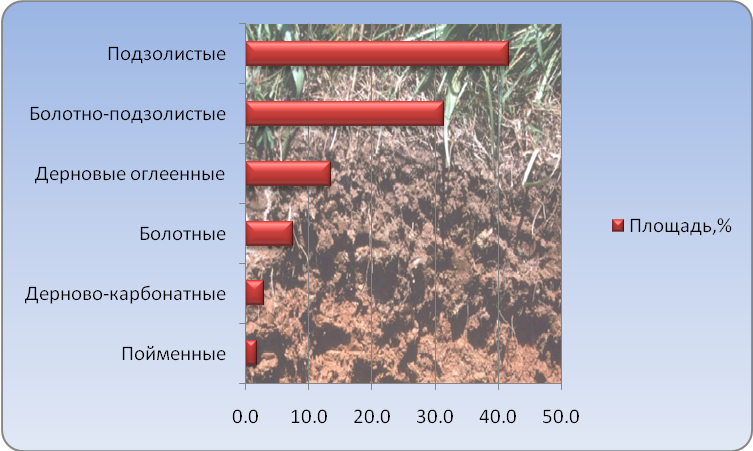 Подзолистые
Болотно-подзолистые
Дерновые оглеенные
Болотные
Дерново-карбонатные
Пойменные
0.0 10.0 20.0 30.0 40.0 50.0
Площадь,%